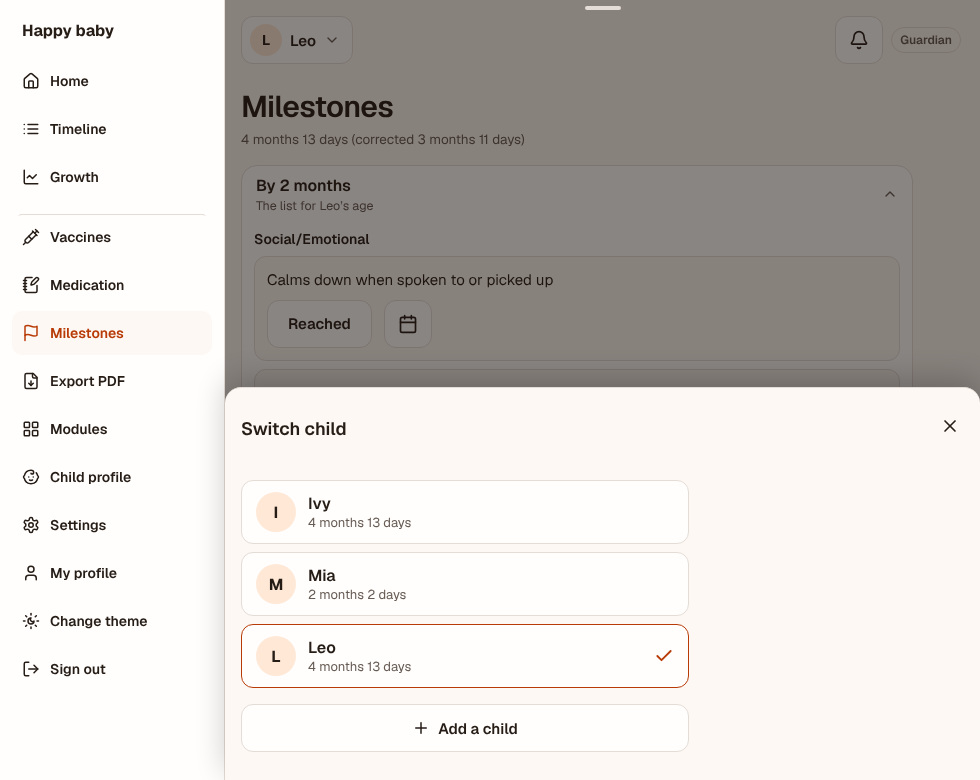 Happy baby
Home
Timeline
Growth
Vaccines
Medication
Milestones
Export PDF
Modules
Child profile
Settings
My profile
Change theme
Sign out
L Leo
Guardian
Milestones
4 months 13 days (corrected 3 months 11 days)
By 2 months
The list for Leo's age
Social/Emotional
Calms down when spoken to or picked up
Reached
Switch child
I Ivy
4 months 13 days
M Mia
2 months 2 days
L Leo
4 months 13 days
Add a child